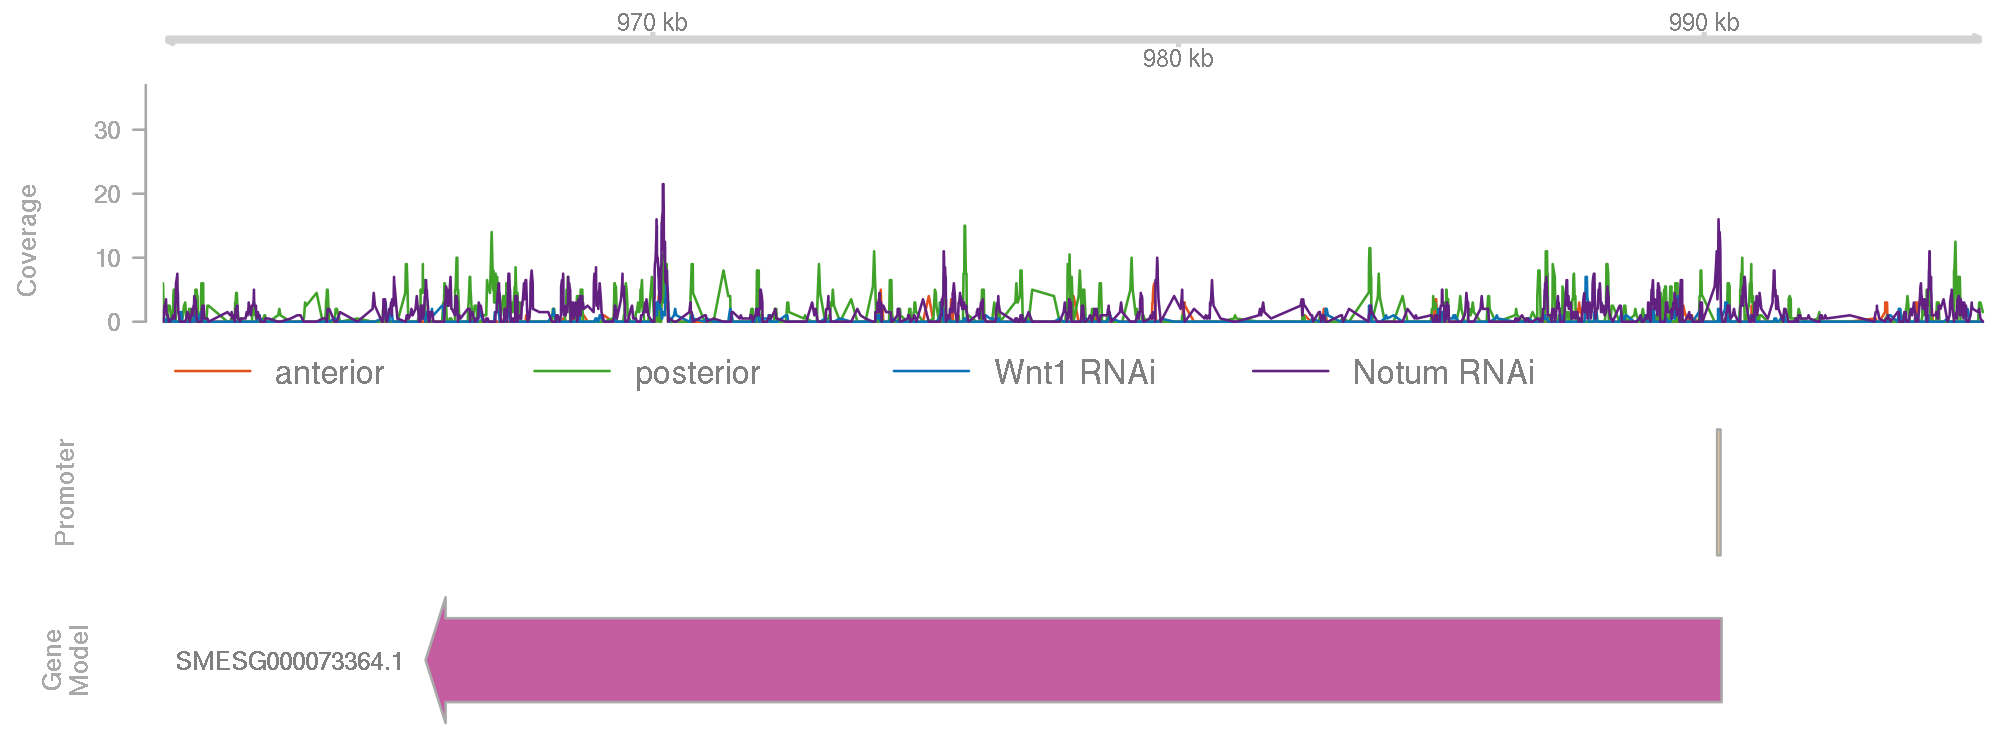 970 kb
990 kb
980 kb
Coverage
30
20
10
0
anterior
posterior
Wnt1 RNAi
Notum RNAi
Promoter
0
Gene
Model
SMESG000073364.1